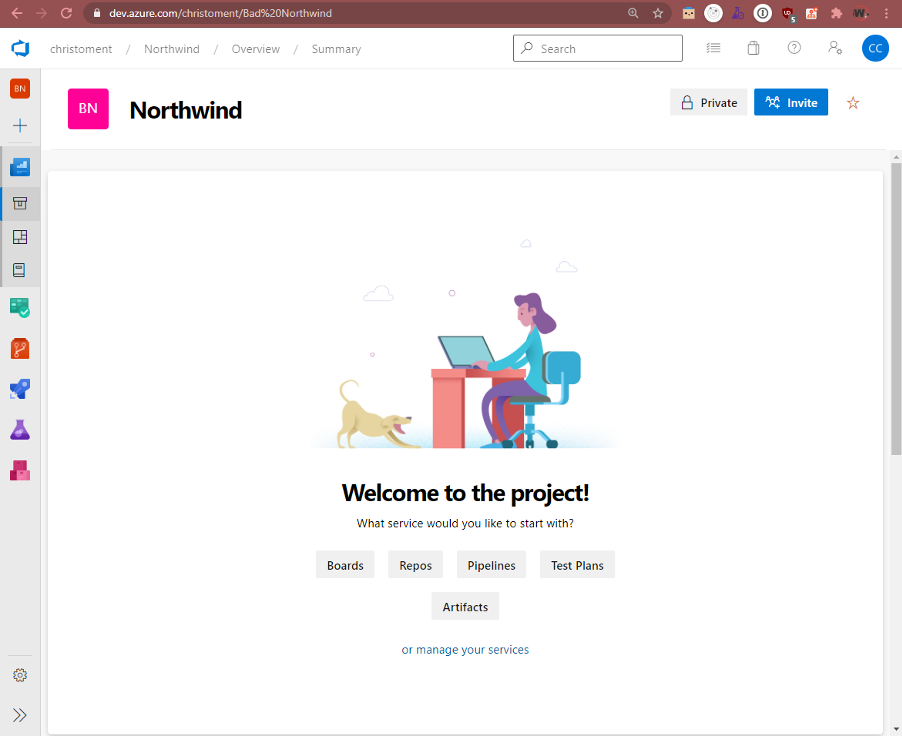 dev.azure.com/christoment/Bad%20Northwind
christoment / Northwind / Overview / Summary
Search
CC
BN
BN
Northwind
Private
Invite
Welcome to the project!
What service would you like to start with?
Boards
Repos
Pipelines
Test Plans
Artifacts
or manage your services